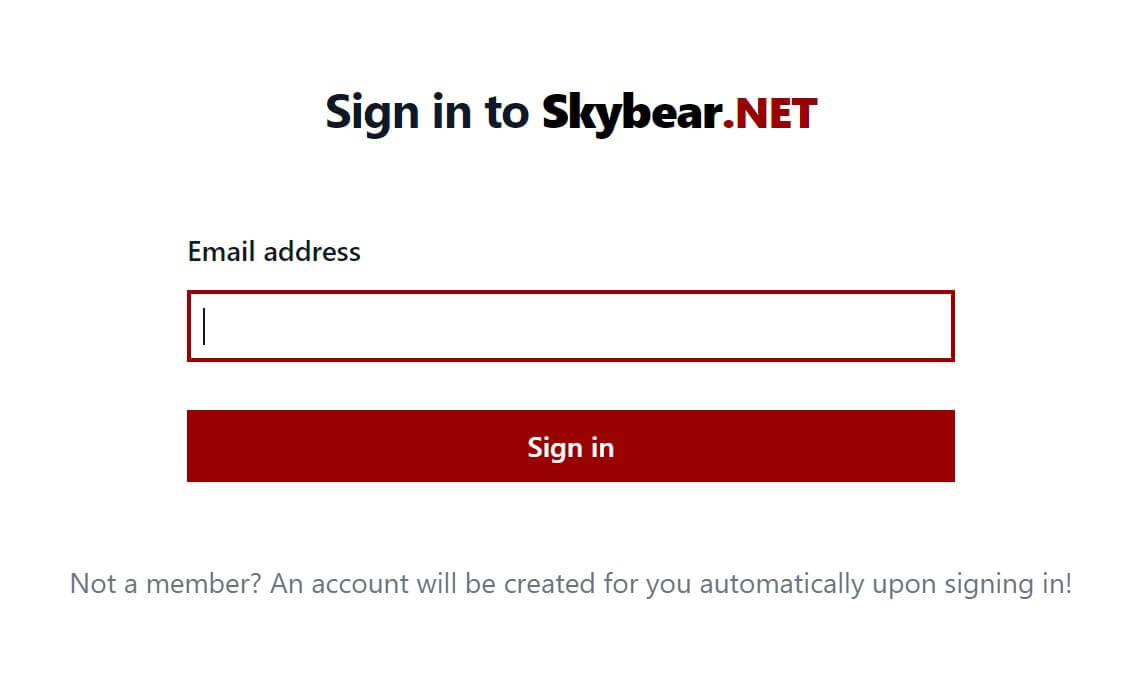 Sign in to Skybear.NET
Email address
Sign in
Not a member? An account will be created for you automatically upon signing in!